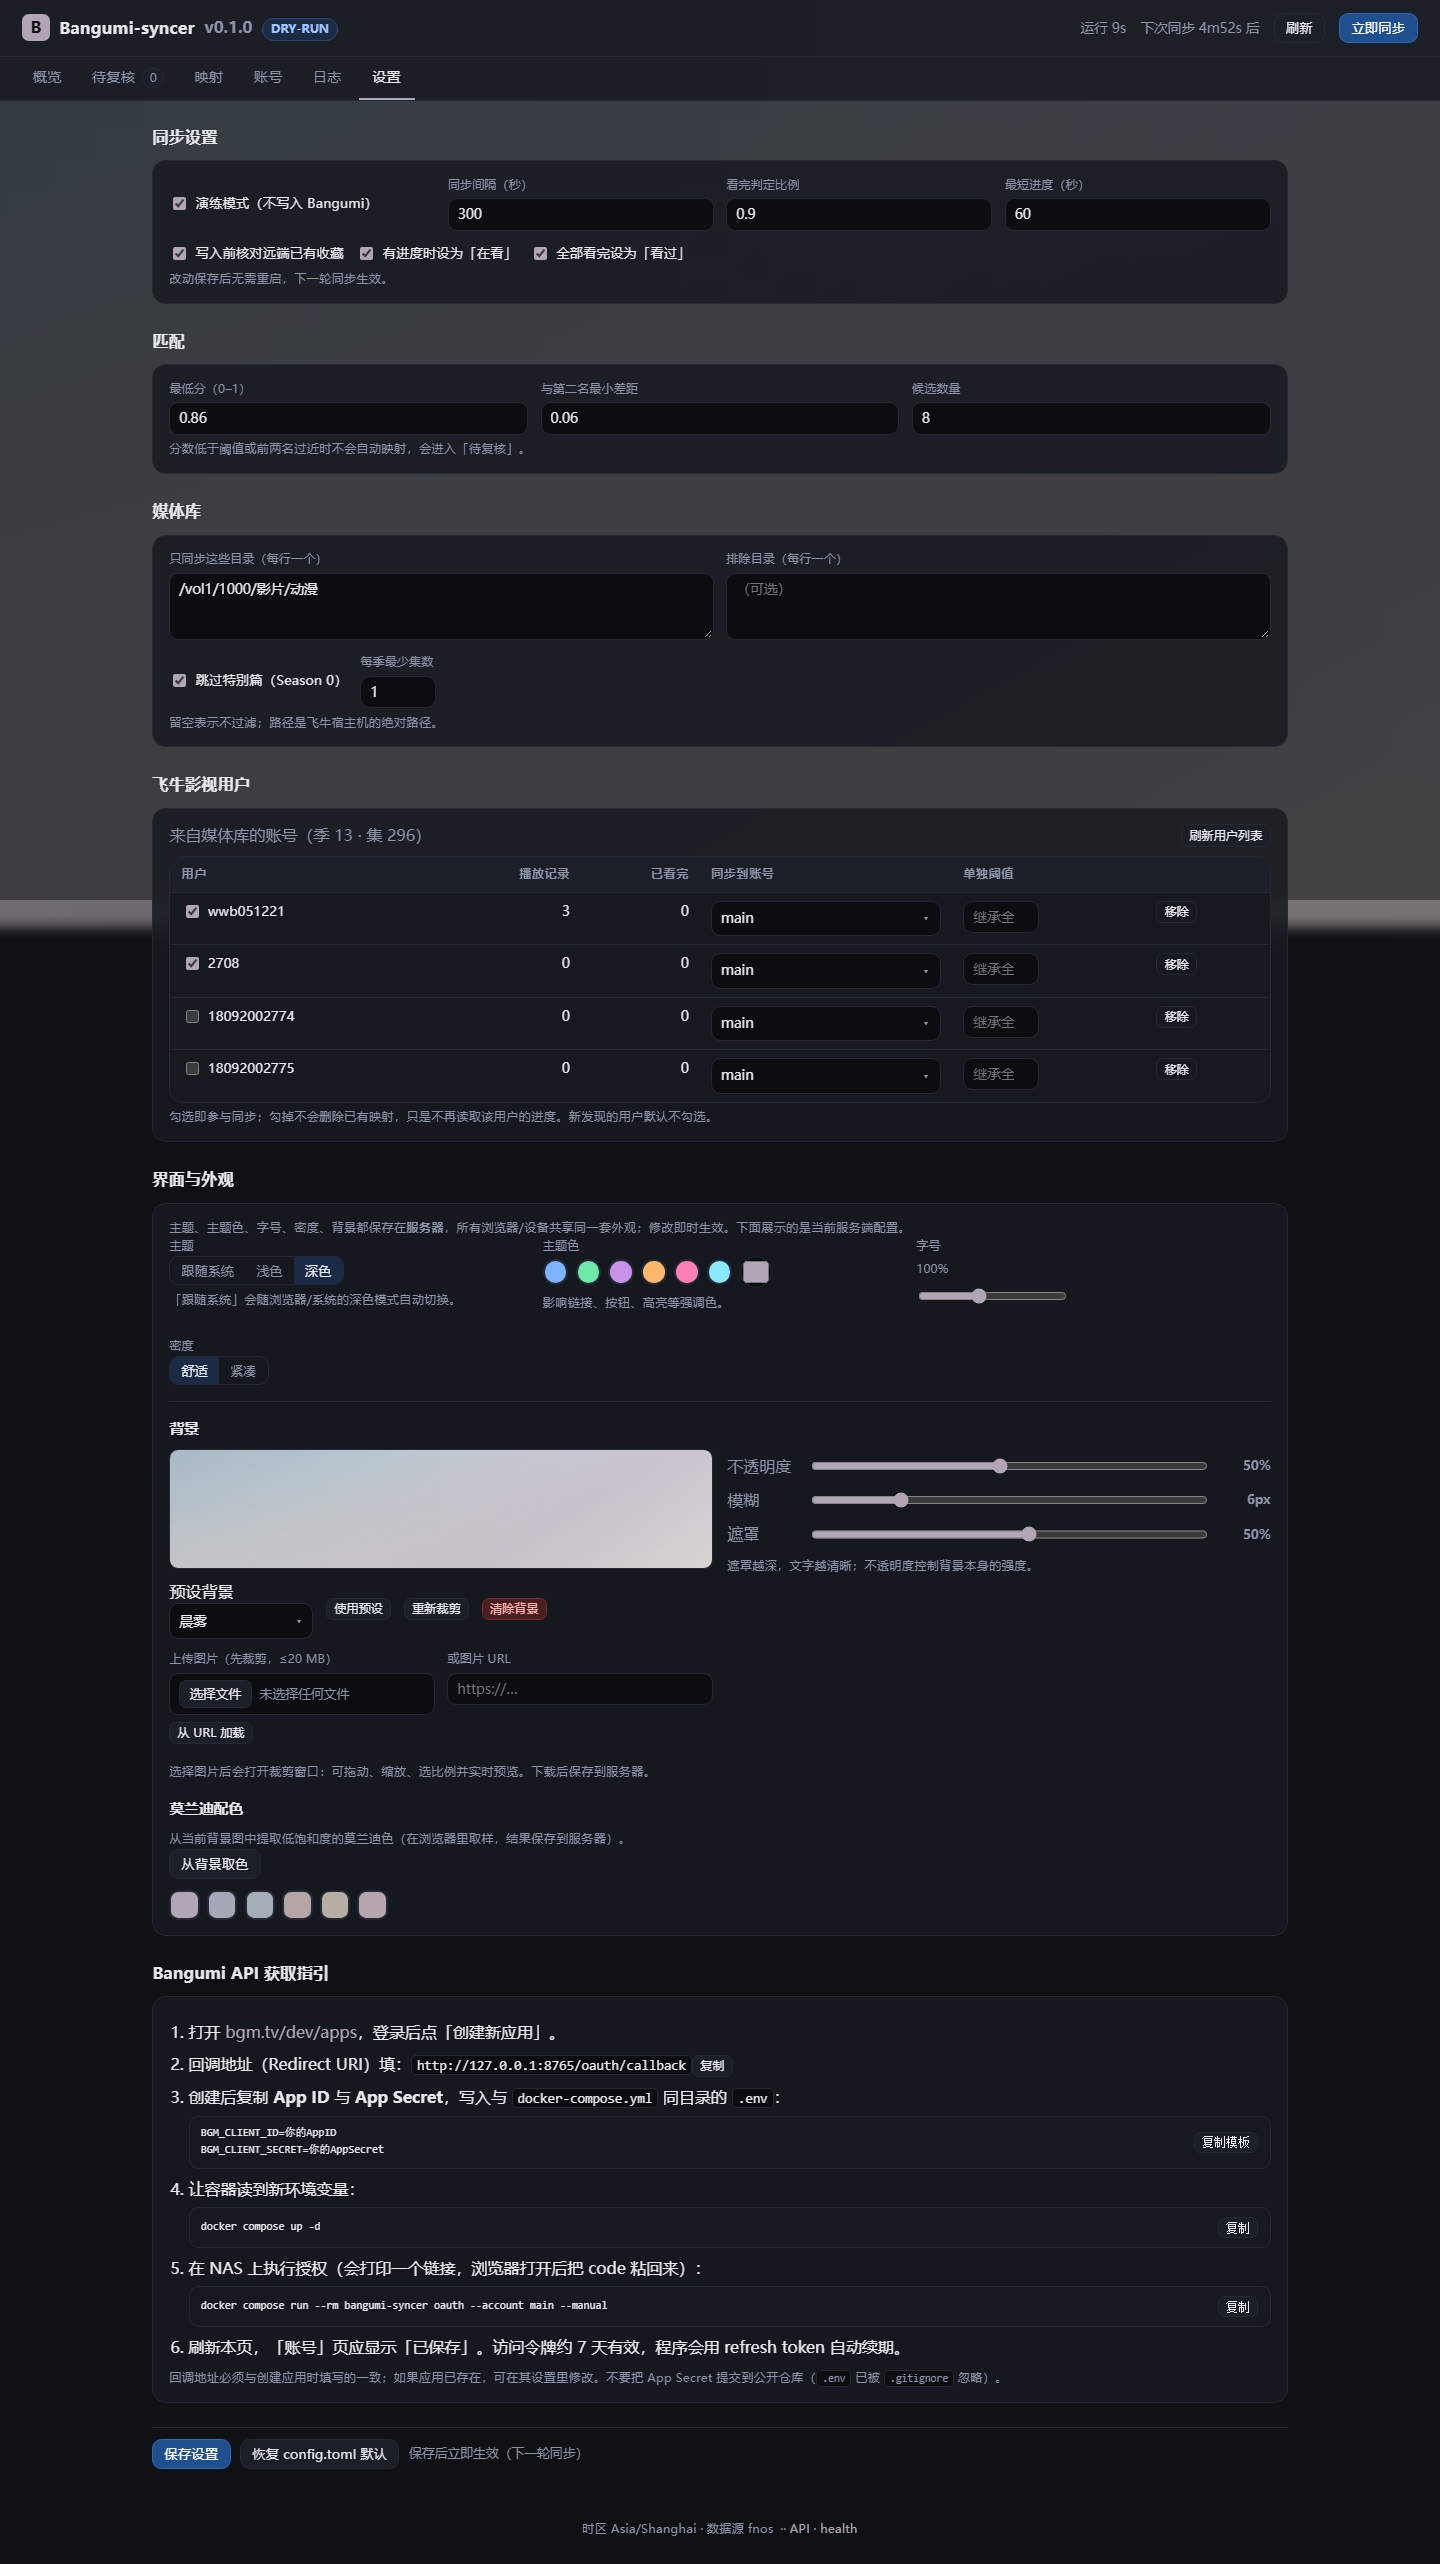 B Bangumi-syncer v0.1.0 DRY-RUN 运行 9s 下次同步 4m52s 后 刷新 立即同步
概览 待复核 0 映射 账号 日志 设置
同步设置
演练模式（不写入 Bangumi）
同步间隔（秒）
300
看完判定比例
0.9
最短进度（秒）
60
写入前核对远端已有收藏 有进度时设为「在看」 全部看完设为「看过」
改动保存后无需重启，下一轮同步生效。
匹配
最低分（0–1） 与第二名最小差距 候选数量
0.86 0.06 8
分数低于阈值或前两名过近时不会自动映射，会进入「待复核」。
媒体库
只同步这些目录（每行一个） 排除目录（每行一个）
/vol1/1000/影片/动漫 （可选）
跳过特别篇（Season 0）
每季最少集数
1
留空表示不过滤；路径是飞牛宿主机的绝对路径。
飞牛影视用户
来自媒体库的账号（季 13 · 集 296） 刷新用户列表
用户 播放记录 已看完 同步到账号 单独阈值
wwb051221 3 0 main 继承全 移除
2708 0 0 main 继承全 移除
18092002774 0 0 main 继承全 移除
18092002775 0 0 main 继承全 移除
勾选即参与同步；勾掉不会删除已有映射，只是不再读取该用户的进度。新发现的用户默认不勾选。
界面与外观
主题、主题色、字号、密度、背景都保存在服务器，所有浏览器/设备共享同一套外观；修改即时生效。下面展示的是当前服务端配置。
主题 主题色 字号
跟随系统 浅色 深色 100%
「跟随系统」会随浏览器/系统的深色模式自动切换。 影响链接、按钮、高亮等强调色。
密度
舒适 紧凑
背景
不透明度 50%
模糊 6px
遮罩 50%
遮罩越深，文字越清晰；不透明度控制背景本身的强度。
预设背景
晨雾 使用预设 重新裁剪 清除背景
上传图片（先裁剪，≤20 MB） 或图片 URL
选择文件 未选择任何文件 https://...
从 URL 加载
选择图片后会打开裁剪窗口：可拖动、缩放、选比例并实时预览。下载后保存到服务器。
莫兰迪配色
从当前背景图中提取低饱和度的莫兰迪色（在浏览器里取样，结果保存到服务器）。
从背景取色
Bangumi API 获取指引
1. 打开 bgm.tv/dev/apps，登录后点「创建新应用」。
2. 回调地址（Redirect URI）填：http://127.0.0.1:8765/oauth/callback 复制
3. 创建后复制 App ID 与 App Secret，写入与 docker-compose.yml 同目录的 .env：
BGM_CLIENT_ID=你的AppID
BGM_CLIENT_SECRET=你的AppSecret
复制模板
4. 让容器读到新环境变量：
docker compose up -d 复制
5. 在 NAS 上执行授权（会打印一个链接，浏览器打开后把 code 粘回来）：
docker compose run --rm bangumi-syncer oauth --account main --manual 复制
6. 刷新本页，「账号」页应显示「已保存」。访问令牌约 7 天有效，程序会用 refresh token 自动续期。
回调地址必须与创建应用时填写的一致；如果应用已存在，可在其设置里修改。不要把 App Secret 提交到公开仓库（.env 已被 .gitignore 忽略）。
保存设置 恢复 config.toml 默认 保存后立即生效（下一轮同步）
时区 Asia/Shanghai · 数据源 fnos ·· API · health